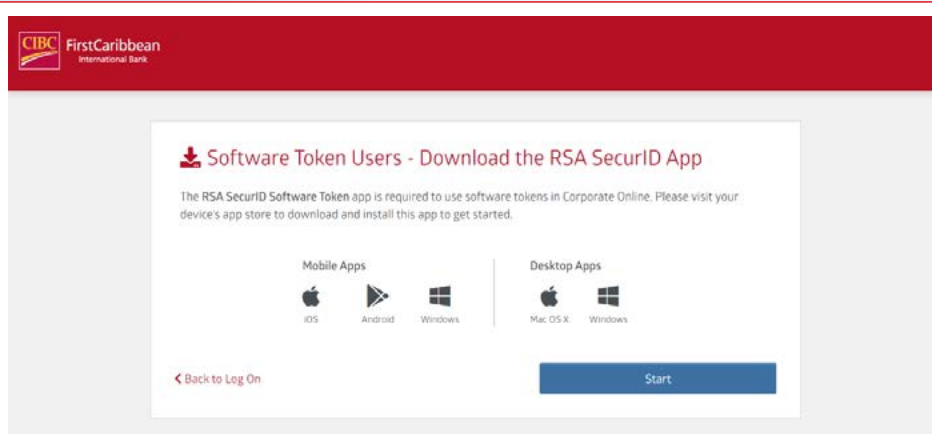 CIBC FirstCaribbean
International Bank
Software Token Users - Download the RSA SecurID App
The RSA SecurID Software Token app is required to use software tokens in Corporate Online. Please visit your
device's app store to download and install this app to get started.
Mobile Apps
iOS Android Windows
Desktop Apps
Mac OS X Windows
Back to Log On
Start